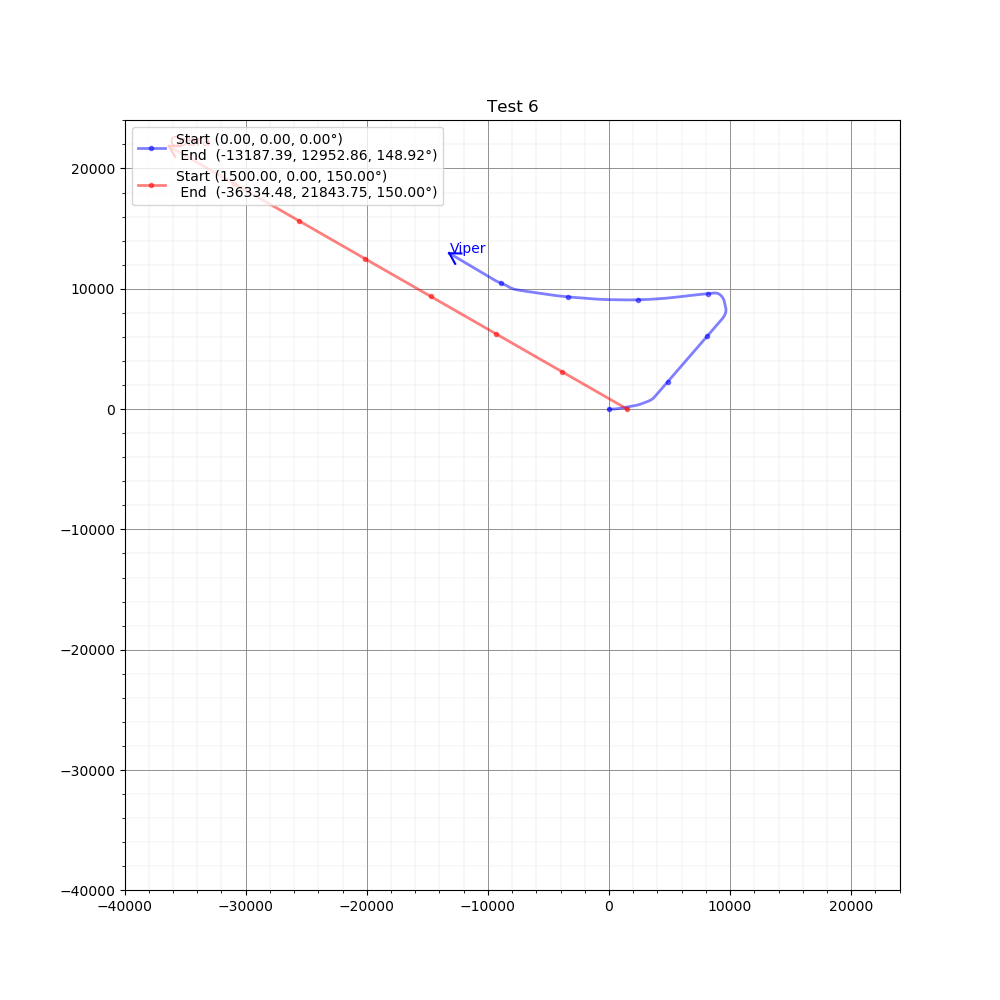 Test 6
Start (0.00, 0.00, 0.00°)
End (-13187.39, 12952.86, 148.92°)
Start (1500.00, 0.00, 150.00°)
End (-36334.48, 21843.75, 150.00°)
Viper
20000
10000
0
−10000
−20000
−30000
−40000
−40000 −30000 −20000 −10000 0 10000 20000